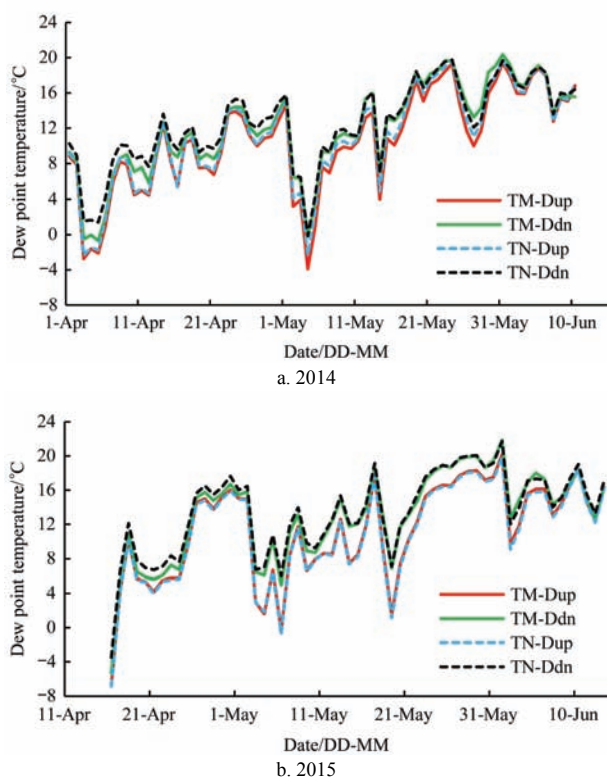 24
20
16
12
8
4
0
−4
−8
Dew point temperature/°C
TM-Dup
TM-Ddn
TN-Dup
TN-Ddn
1-Apr 11-Apr 21-Apr 1-May 11-May 21-May 31-May 10-Jun
Date/DD-MM
a. 2014
24
20
16
12
8
4
0
−4
−8
Dew point temperature/°C
TM-Dup
TM-Ddn
TN-Dup
TN-Ddn
11-Apr 21-Apr 1-May 11-May 21-May 31-May 10-Jun
Date/DD-MM
b. 2015